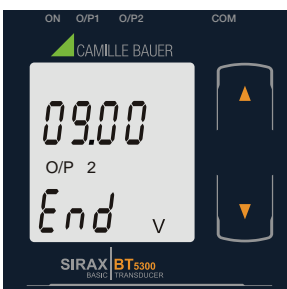 ON O/P1 O/P2 COM
CAMILLE BAUER
09.00
O/P 2
End V
SIRAX BT5300
BASIC TRANSDUCER